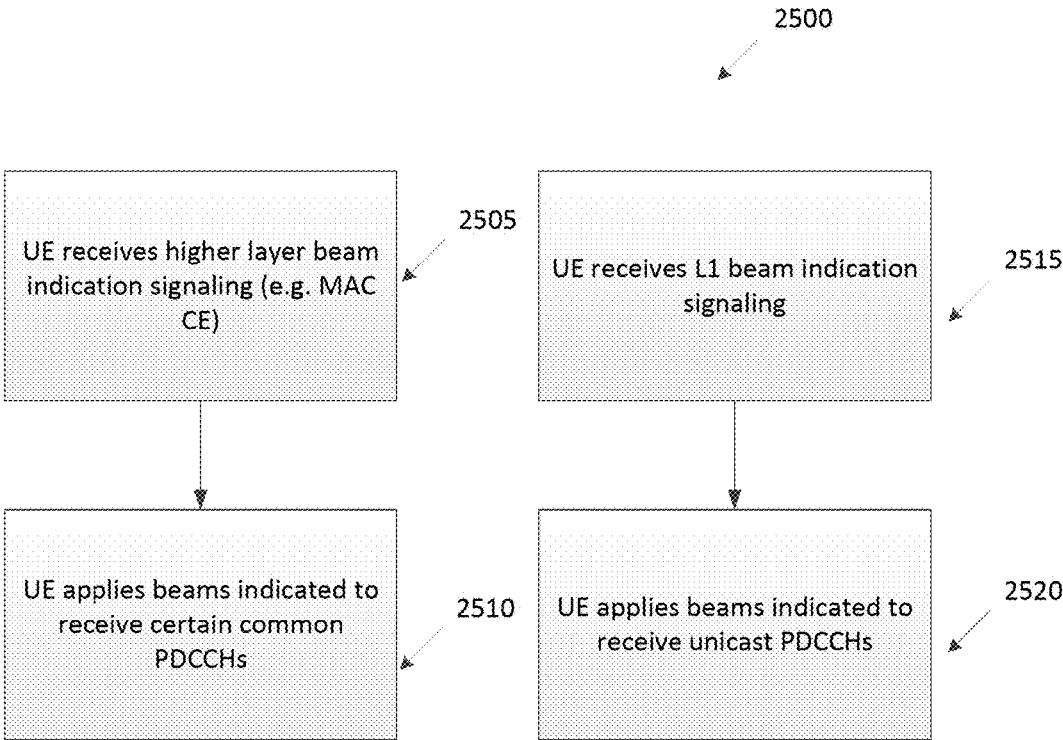 2500
UE receives higher layer beam
indication signaling (e.g. MAC
CE)
2505
UE receives L1 beam indication
signaling
2515
UE applies beams indicated to
receive certain common
PDCCHs
2510
UE applies beams indicated to
receive unicast PDCCHs
2520